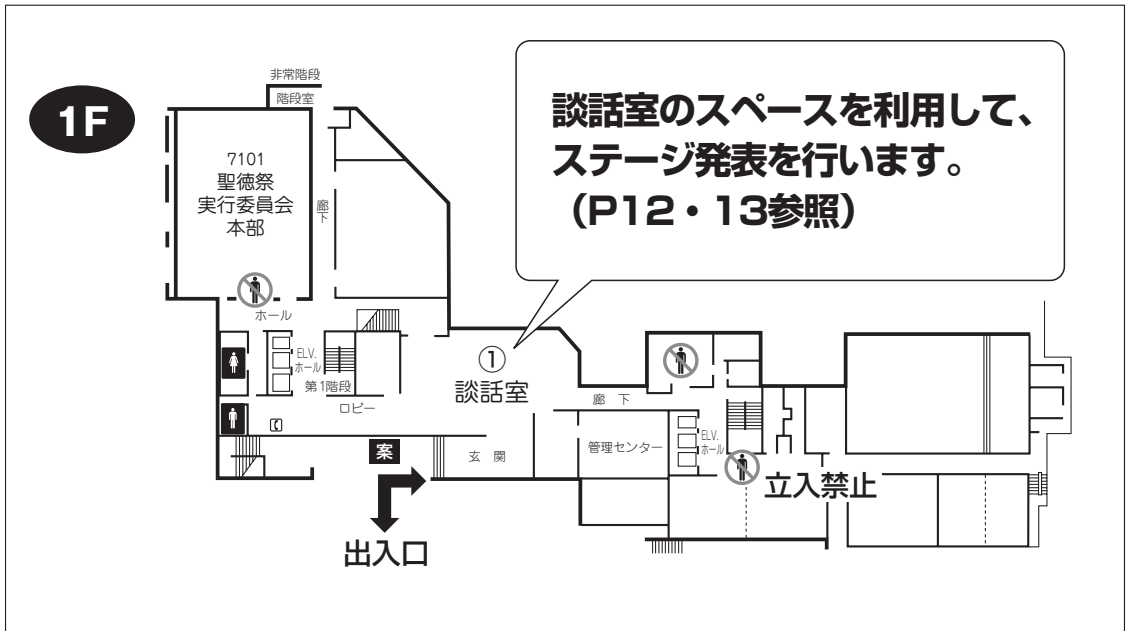 1F
非常階段
階段室
談話室のスペースを利用して、
ステージ発表を行います。
（P12・13参照）
7101
聖徳祭
実行委員会
本部
廊下
ホール
ELV.
ホール
第1階段
ロビー
①
談話室
廊 下
管理センター
ELV.
ホール
案
玄 関
立入禁止
出入口